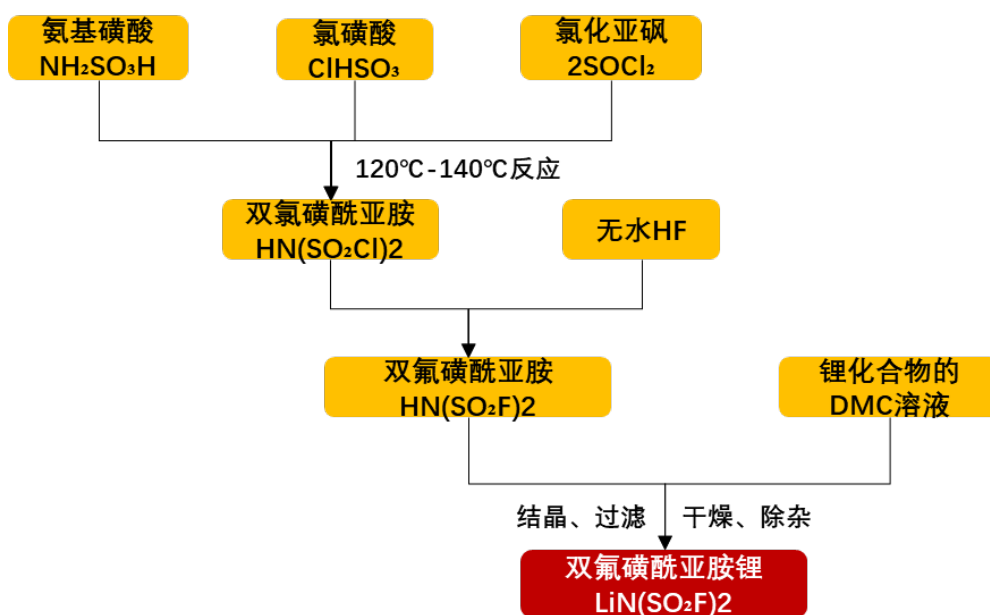 氨基磺酸
NH₂SO₃H
氯磺酸
ClHSO₃
氯化亚砜
2SOCl₂
120℃-140℃反应
双氯磺酰亚胺
HN(SO₂Cl)2
无水HF
双氟磺酰亚胺
HN(SO₂F)2
锂化合物的
DMC溶液
结晶、过滤
干燥、除杂
双氟磺酰亚胺锂
LiN(SO₂F)2